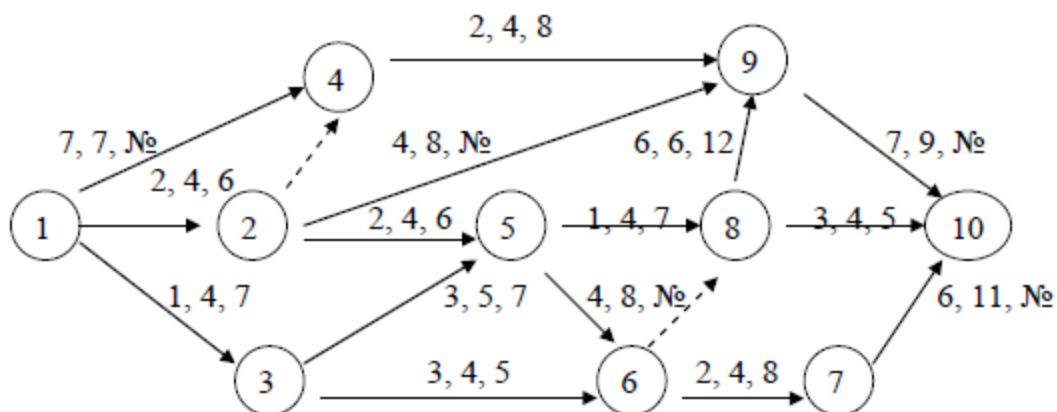 2, 4, 8
4
9
7, 7, №
4, 8, №
6, 6, 12
7, 9, №
2, 4, 6
1
2
2, 4, 6
5
1, 4, 7
8
3, 4, 5
10
1, 4, 7
3, 5, 7
4, 8, №
6, 11, №
3
3, 4, 5
6
2, 4, 8
7